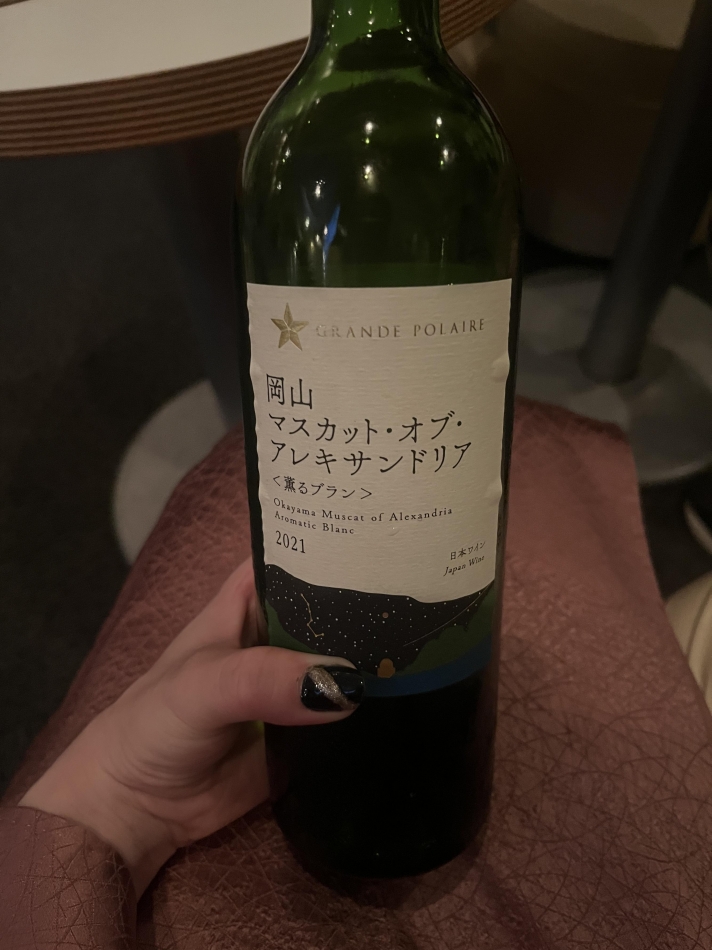 GRANDE POLAIRE
岡山
マスカット・オブ・
アレキサンドリア
＜薫るブラン＞
Okayama Muscat of Alexandria
Aromatic Blanc
2021
日本ワイン
Japan Wine